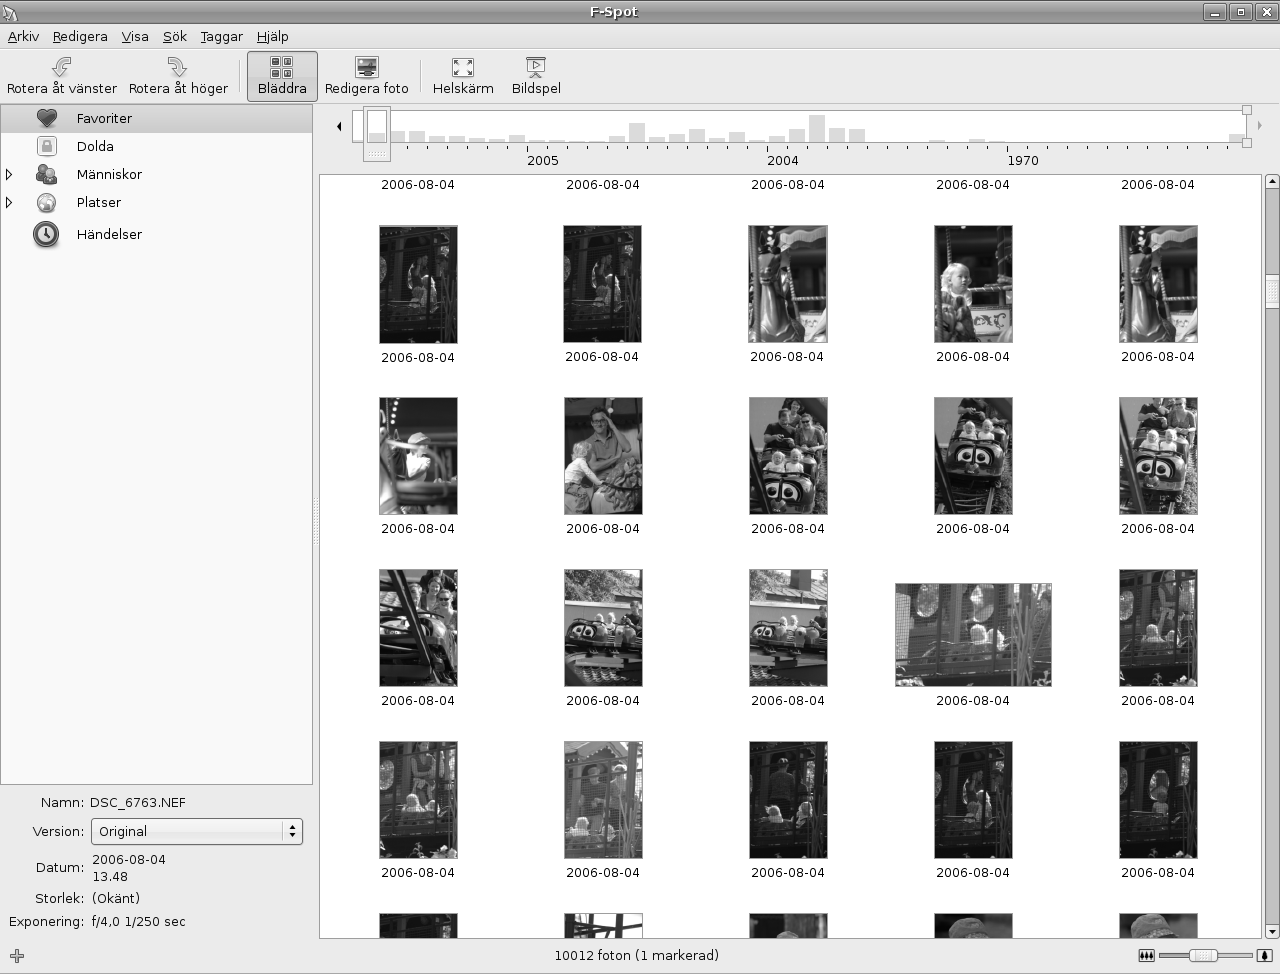 F-Spot
Arkiv Redigera Visa Sök Taggar Hjälp
Rotera åt vänster Rotera åt höger Bläddra Redigera foto Helskärm Bildspel
Favoriter
Dolda
Människor
Platser
Händelser
2005 2004 1970
2006-08-04 2006-08-04 2006-08-04 2006-08-04 2006-08-04
2006-08-04 2006-08-04 2006-08-04 2006-08-04 2006-08-04
2006-08-04 2006-08-04 2006-08-04 2006-08-04 2006-08-04
2006-08-04 2006-08-04 2006-08-04 2006-08-04 2006-08-04
2006-08-04 2006-08-04 2006-08-04 2006-08-04 2006-08-04
Namn: DSC_6763.NEF
Version: Original
Datum: 2006-08-04
13.48
Storlek: (Okänt)
Exponering: f/4,0 1/250 sec
10012 foton (1 markerad)